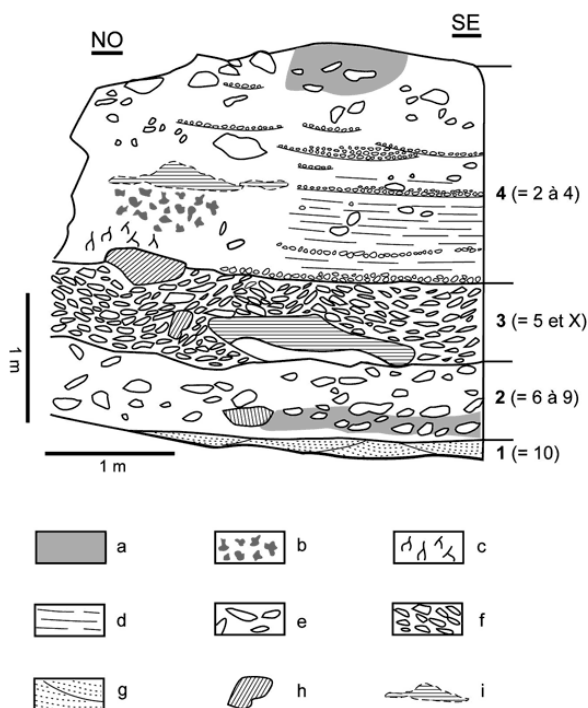 NO
SE
4 (= 2 à 4)
3 (= 5 et X)
1 m
2 (= 6 à 9)
1 (= 10)
1 m
a
b
c
d
e
f
g
h
i